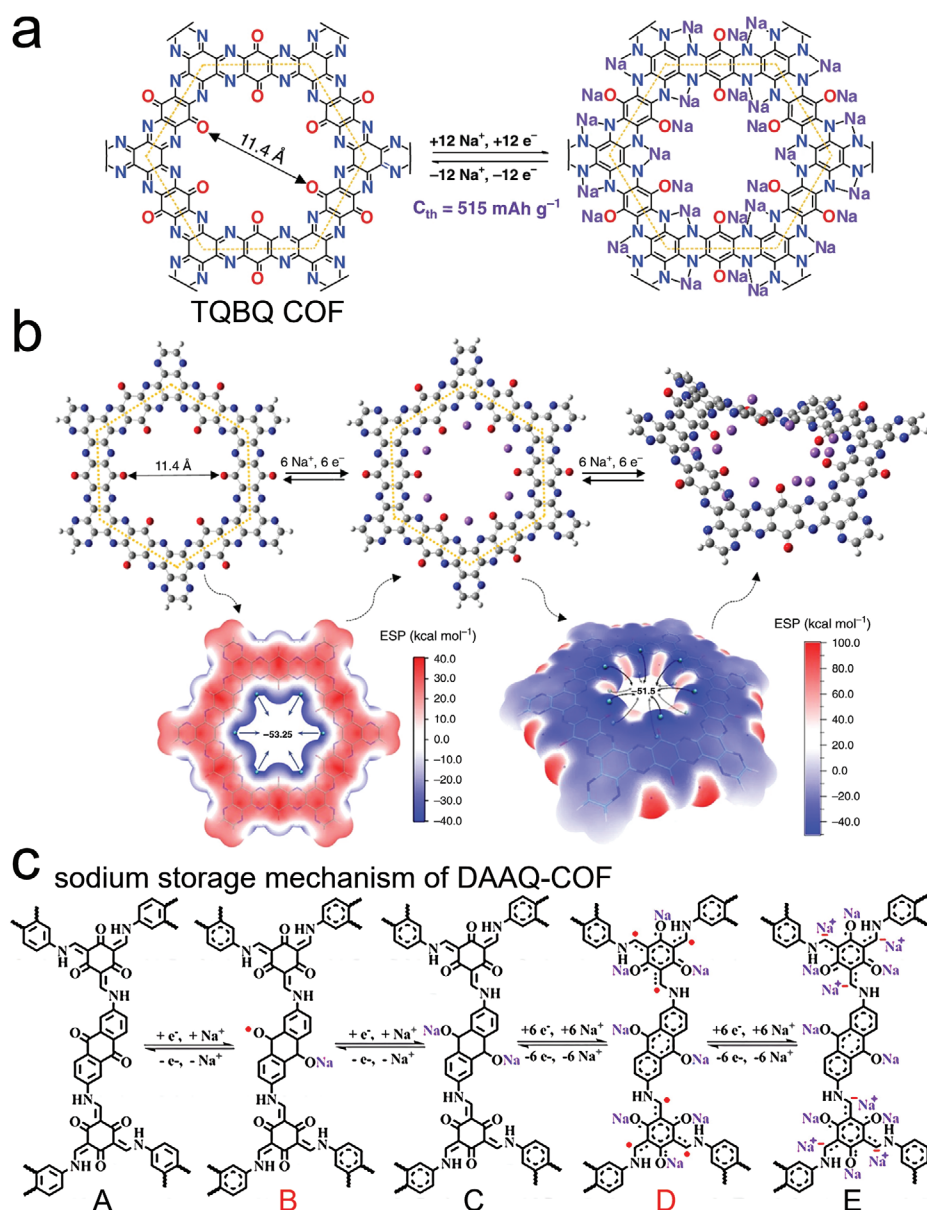 a
11.4 Å
+12 Na⁺, +12 e⁻
−12 Na⁺, −12 e⁻
C_th = 515 mAh g⁻¹
TQBQ COF
b
11.4 Å
6 Na⁺, 6 e⁻
6 Na⁺, 6 e⁻
ESP (kcal mol⁻¹)
40.0
30.0
20.0
10.0
0.0
−10.0
−20.0
−30.0
−40.0
−53.25
ESP (kcal mol⁻¹)
100.0
80.0
60.0
40.0
20.0
0.0
−20.0
−40.0
−51.5
c
sodium storage mechanism of DAAQ-COF
+ e⁻, + Na⁺
- e-, - Na⁺
+ e⁻, + Na⁺
- e-, - Na⁺
+6 e⁻, +6 Na⁺
-6 e-, -6 Na⁺
+6 e⁻, +6 Na⁺
-6 e-, -6 Na⁺
A B C D E